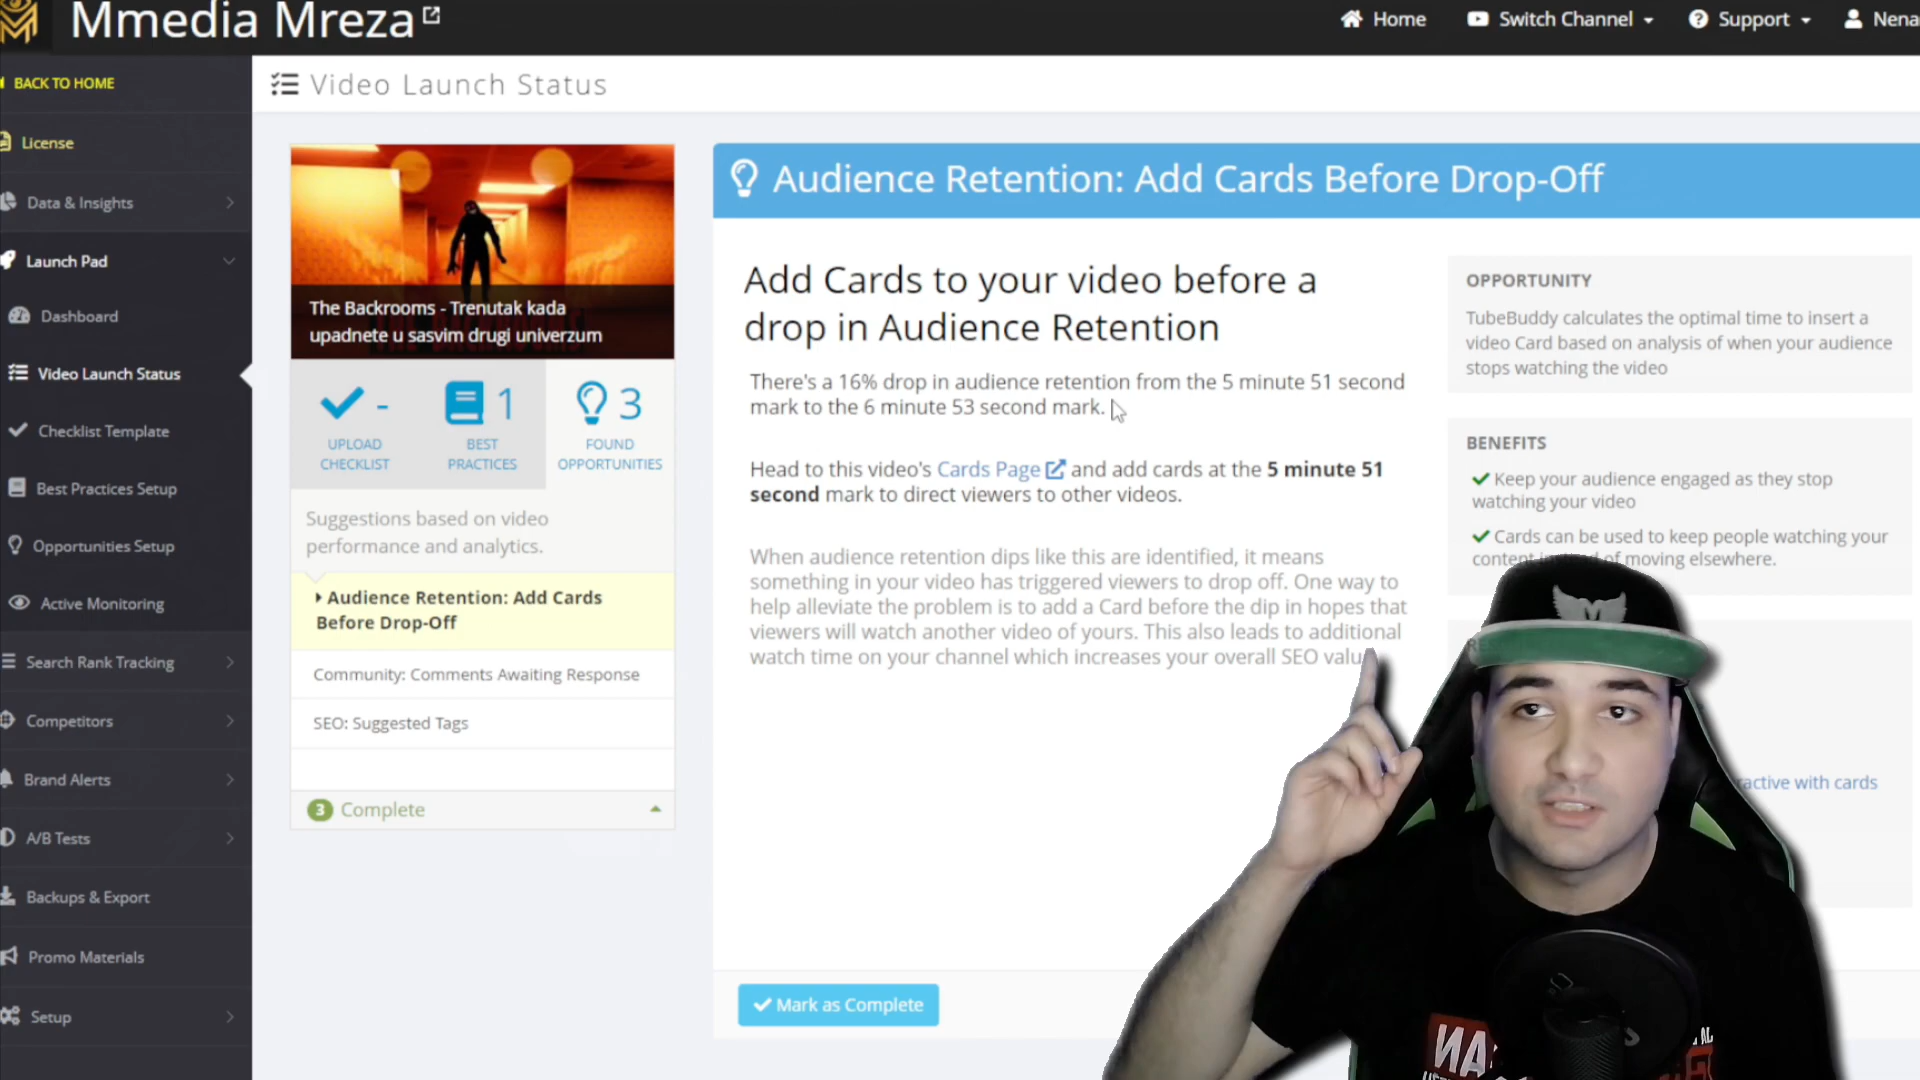 Mmedia Mreza
Home
Switch Channel
Support
BACK TO HOME
License
Data & Insights
Launch Pad
Dashboard
Video Launch Status
Checklist Template
Best Practices Setup
Opportunities Setup
Active Monitoring
Search Rank Tracking
Competitors
Brand Alerts
A/B Tests
Backups & Export
Promo Materials
Setup
Video Launch Status
The Backrooms - Trenutak kada
upadnete u sasvim drugi univerzum
-
UPLOAD
CHECKLIST
1
BEST
PRACTICES
3
FOUND
OPPORTUNITIES
Suggestions based on video
performance and analytics.
Audience Retention: Add Cards
Before Drop-Off
Community: Comments Awaiting Response
SEO: Suggested Tags
3 Complete
Audience Retention: Add Cards Before Drop-Off
Add Cards to your video before a
drop in Audience Retention
There's a 16% drop in audience retention from the 5 minute 51 second
mark to the 6 minute 53 second mark.
Head to this video's Cards Page and add cards at the 5 minute 51
second mark to direct viewers to other videos.
When audience retention dips like this are identified, it means
something in your video has triggered viewers to drop off. One way to
help alleviate the problem is to add a Card before the dip in hopes that
viewers will watch another video of yours. This also leads to additional
watch time on your channel which increases your overall SEO valu
Mark as Complete
OPPORTUNITY
TubeBuddy calculates the optimal time to insert a
video Card based on analysis of when your audience
stops watching the video
BENEFITS
Keep your audience engaged as they stop
watching your video
Cards can be used to keep people watching your
content instead of moving elsewhere.
ractive with cards